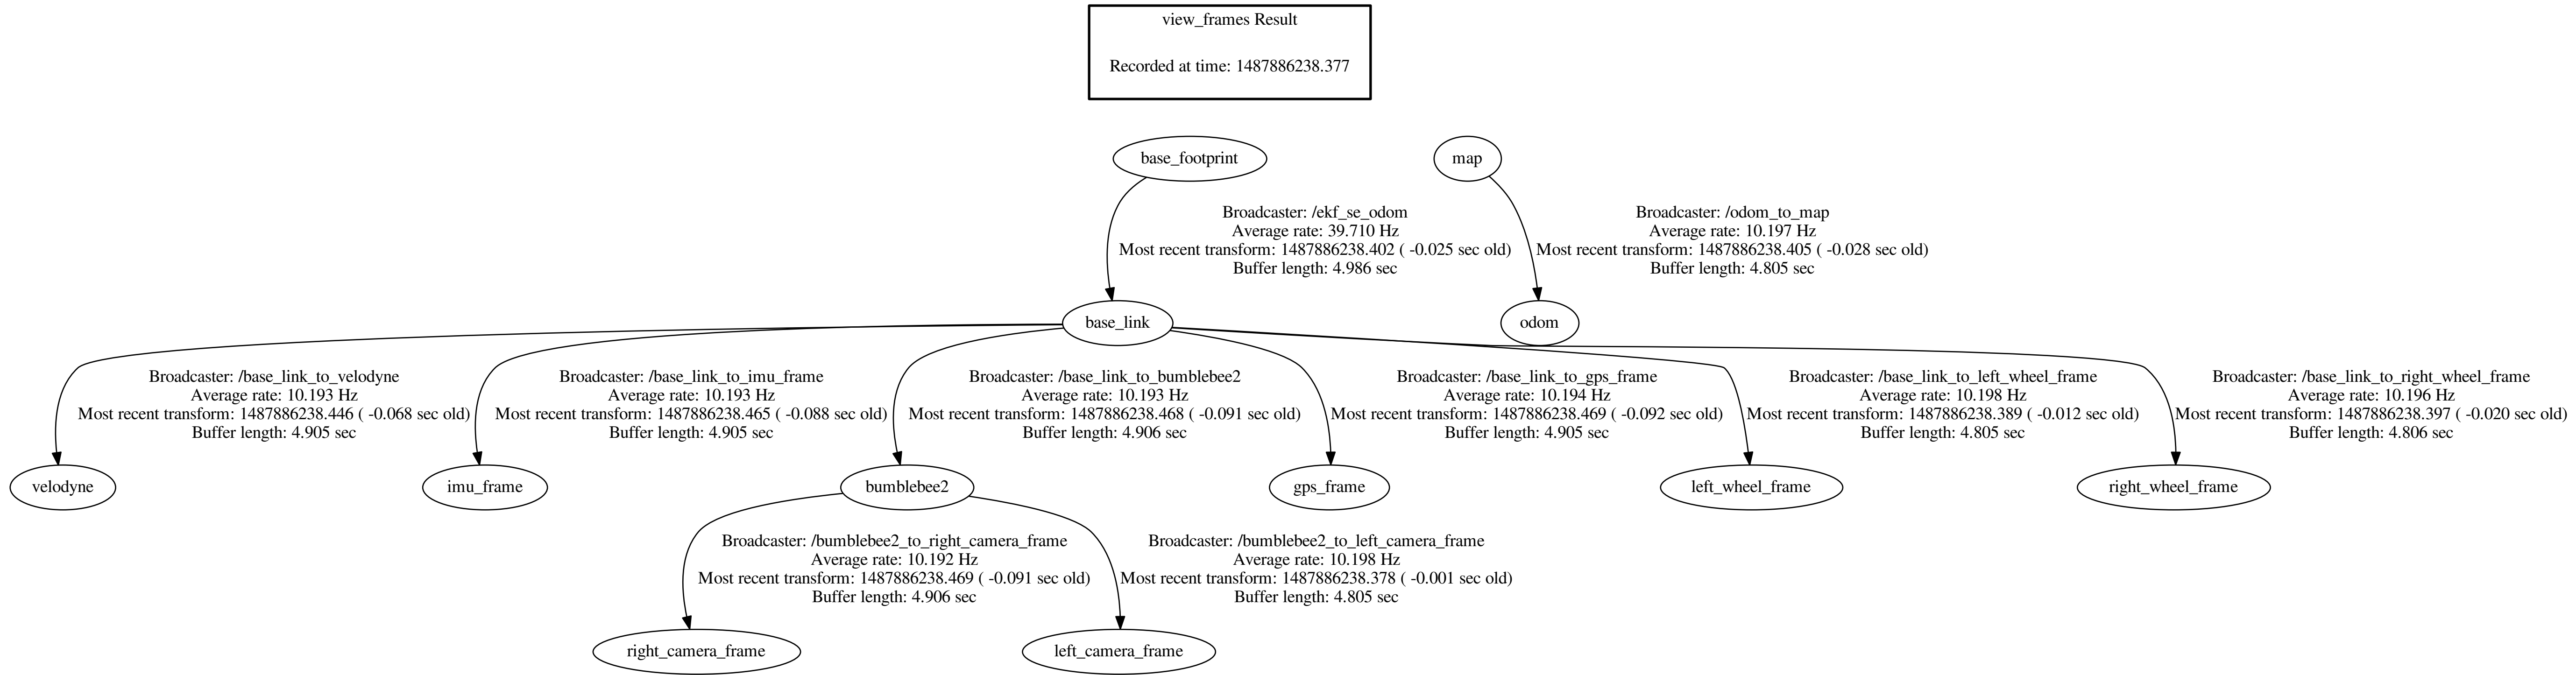 view_frames Result
Recorded at time: 1487886238.377
base_footprint
map
Broadcaster: /ekf_se_odom
Average rate: 39.710 Hz
Most recent transform: 1487886238.402 ( -0.025 sec old)
Buffer length: 4.986 sec
Broadcaster: /odom_to_map
Average rate: 10.197 Hz
Most recent transform: 1487886238.405 ( -0.028 sec old)
Buffer length: 4.805 sec
base_link
odom
Broadcaster: /base_link_to_velodyne
Average rate: 10.193 Hz
Most recent transform: 1487886238.446 ( -0.068 sec old)
Buffer length: 4.905 sec
Broadcaster: /base_link_to_imu_frame
Average rate: 10.193 Hz
Most recent transform: 1487886238.465 ( -0.088 sec old)
Buffer length: 4.905 sec
Broadcaster: /base_link_to_bumblebee2
Average rate: 10.193 Hz
Most recent transform: 1487886238.468 ( -0.091 sec old)
Buffer length: 4.906 sec
Broadcaster: /base_link_to_gps_frame
Average rate: 10.194 Hz
Most recent transform: 1487886238.469 ( -0.092 sec old)
Buffer length: 4.905 sec
Broadcaster: /base_link_to_left_wheel_frame
Average rate: 10.198 Hz
Most recent transform: 1487886238.389 ( -0.012 sec old)
Buffer length: 4.805 sec
Broadcaster: /base_link_to_right_wheel_frame
Average rate: 10.196 Hz
Most recent transform: 1487886238.397 ( -0.020 sec old)
Buffer length: 4.806 sec
velodyne
imu_frame
bumblebee2
gps_frame
left_wheel_frame
right_wheel_frame
Broadcaster: /bumblebee2_to_right_camera_frame
Average rate: 10.192 Hz
Most recent transform: 1487886238.469 ( -0.091 sec old)
Buffer length: 4.906 sec
Broadcaster: /bumblebee2_to_left_camera_frame
Average rate: 10.198 Hz
Most recent transform: 1487886238.378 ( -0.001 sec old)
Buffer length: 4.805 sec
right_camera_frame
left_camera_frame